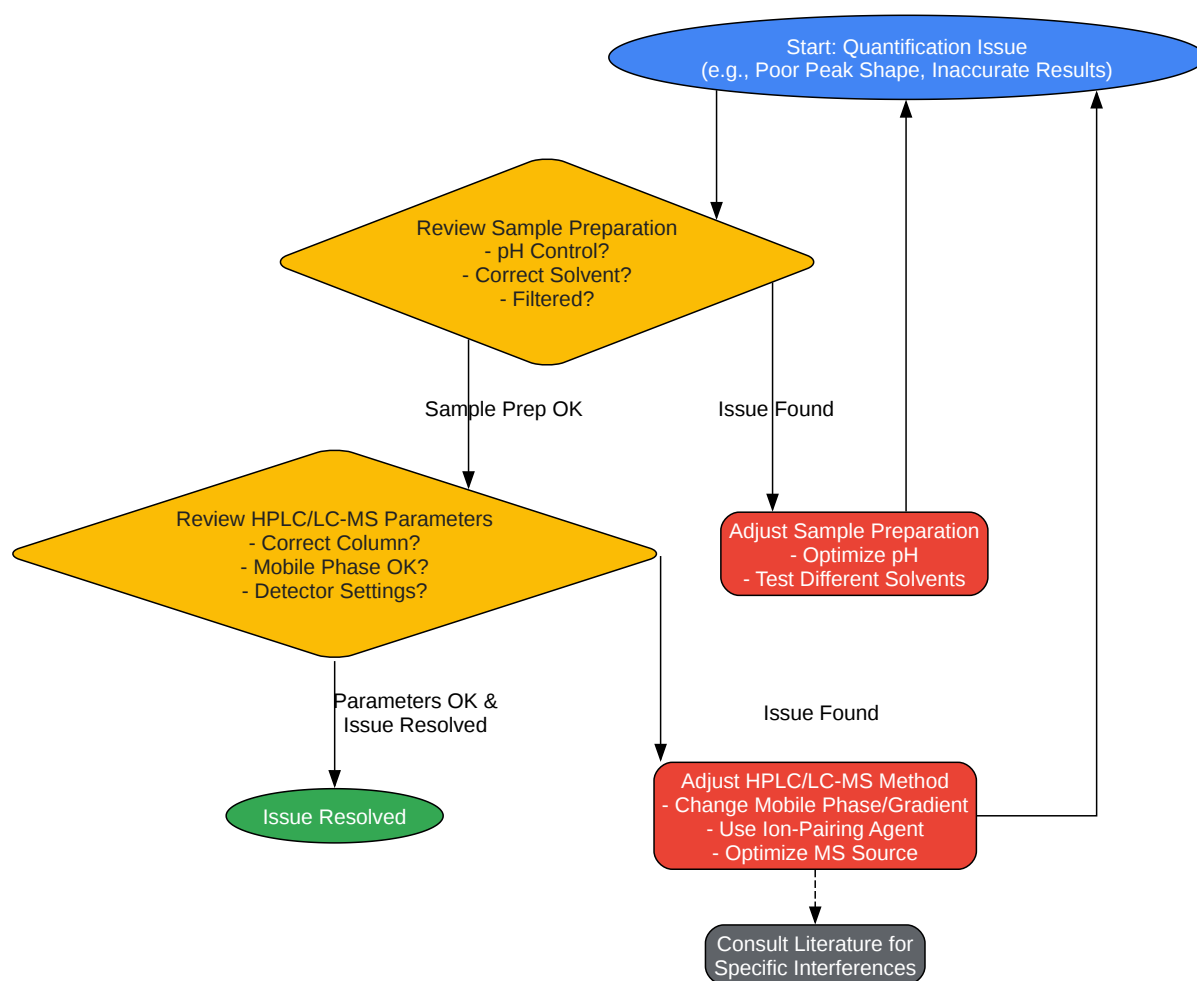 Start: Quantification Issue
(e.g., Poor Peak Shape, Inaccurate Results)
Review Sample Preparation
- pH Control?
- Correct Solvent?
- Filtered?
Sample Prep OK
Issue Found
Review HPLC/LC-MS Parameters
- Correct Column?
- Mobile Phase OK?
- Detector Settings?
Adjust Sample Preparation
- Optimize pH
- Test Different Solvents
Parameters OK &
Issue Resolved
Issue Found
Issue Resolved
Adjust HPLC/LC-MS Method
- Change Mobile Phase/Gradient
- Use Ion-Pairing Agent
- Optimize MS Source
Consult Literature for
Specific Interferences